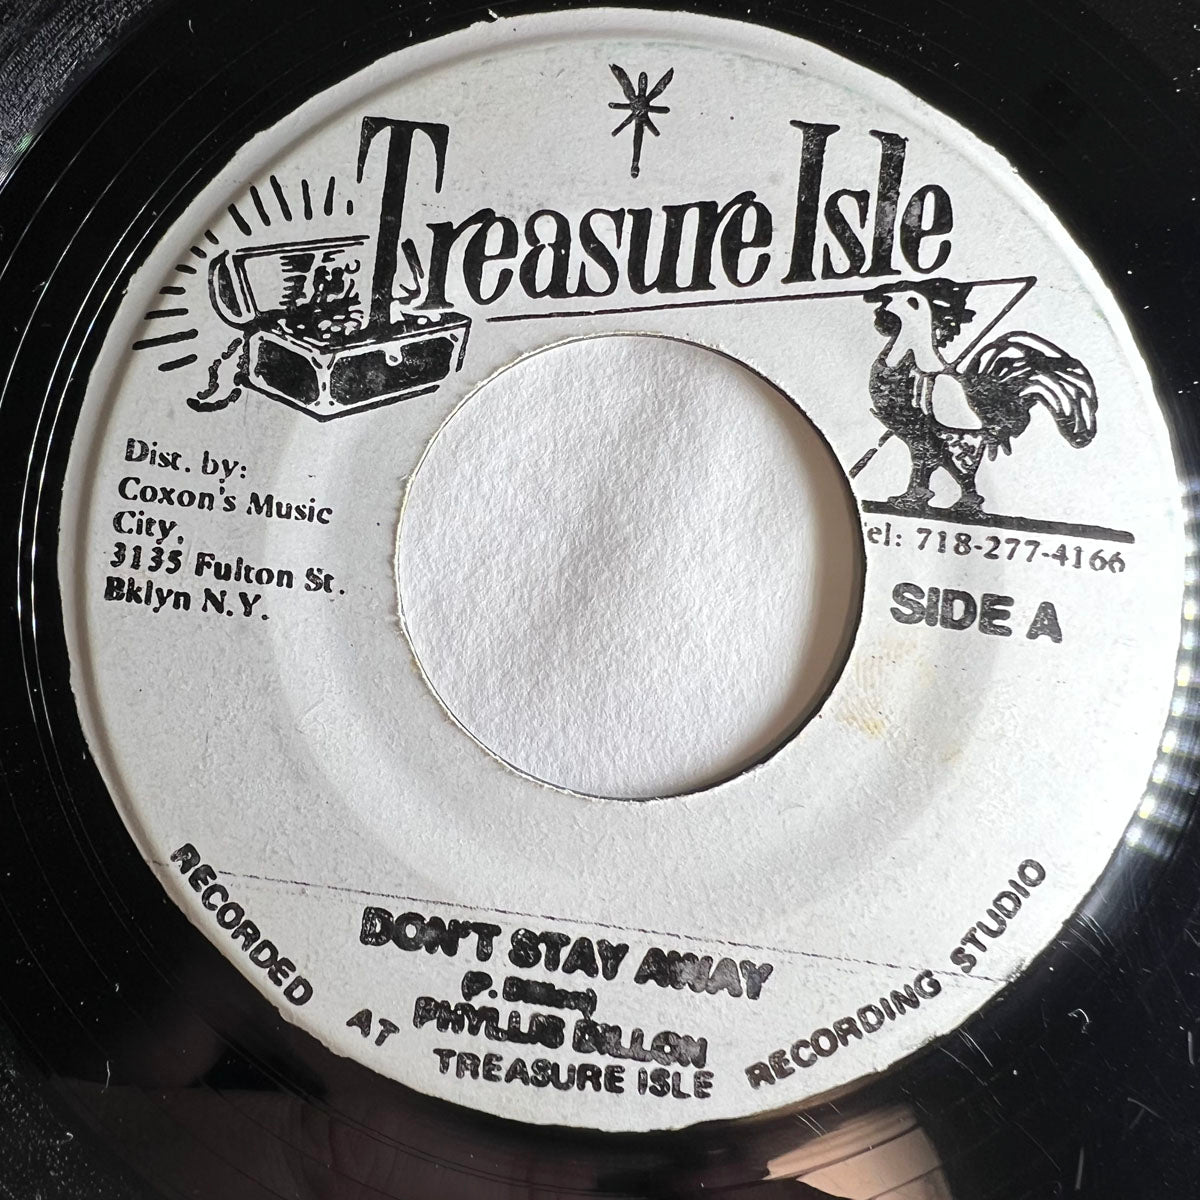 Treasure Isle
Dist. by:
Coxon's Music
City,
3135 Fulton St.
Bklyn N.Y.
el: 718-277-4166
SIDE A
DON'T STAY AWAY
(P. Dillon)
PHYLLIS DILLON
RECORDED AT TREASURE ISLE RECORDING STUDIO